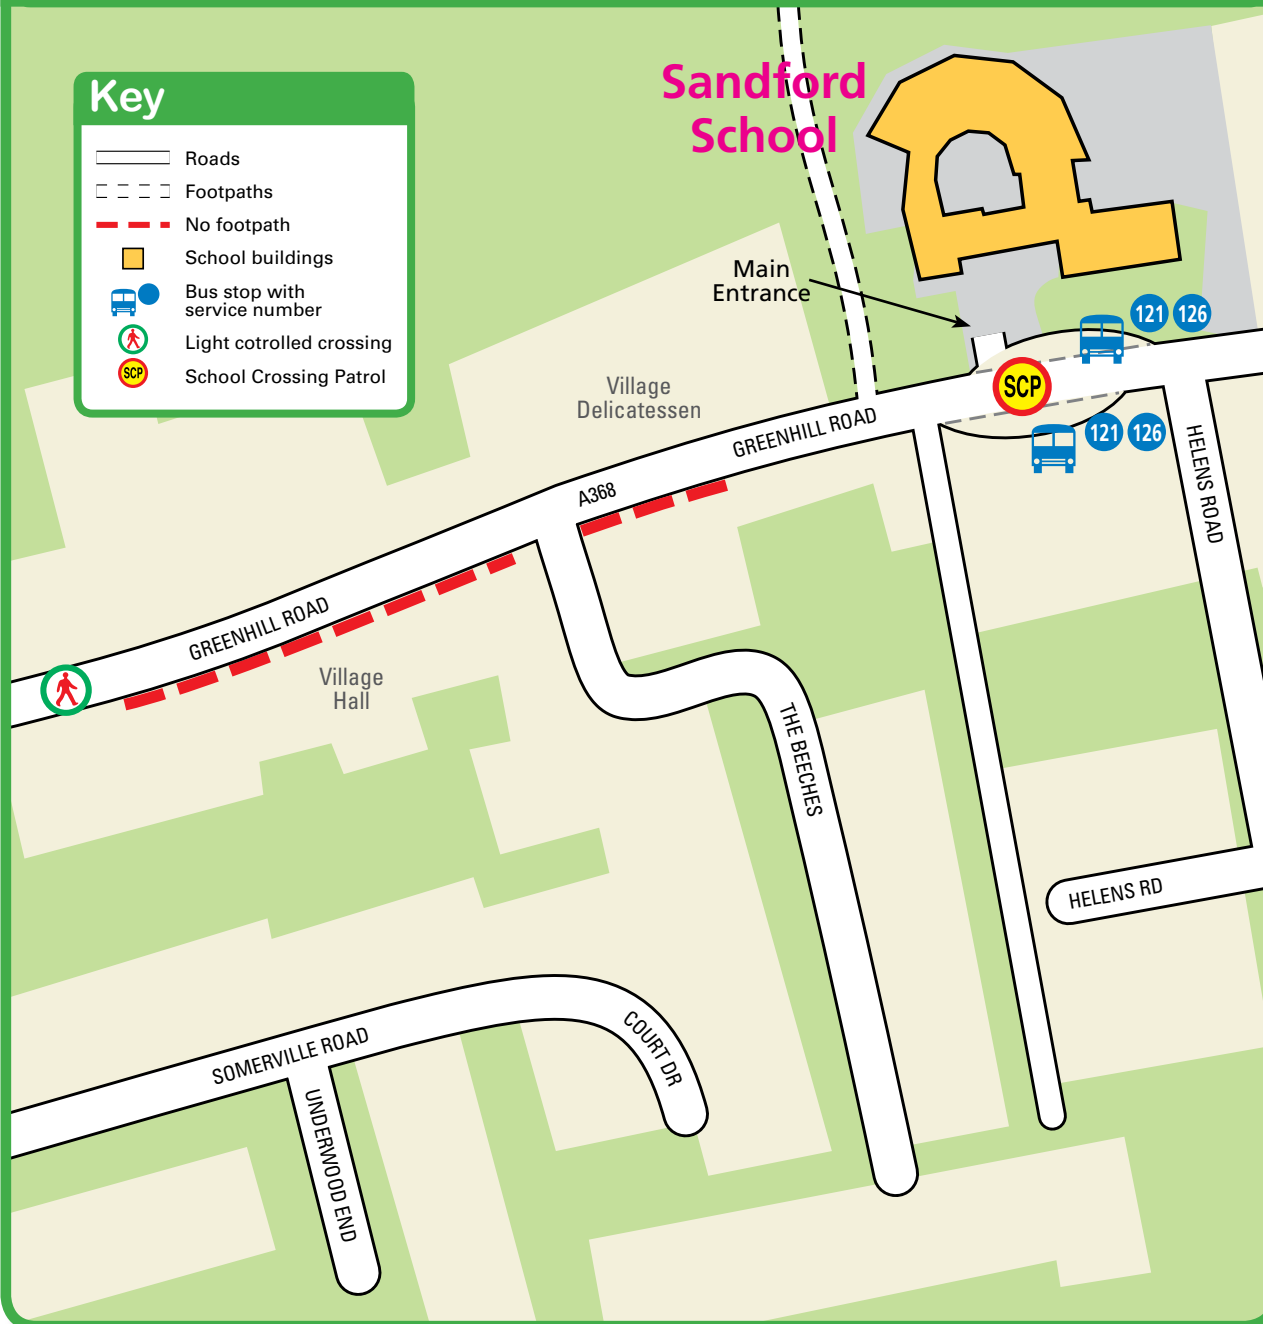 Key
Roads
Footpaths
No footpath
School buildings
Bus stop with
service number
Light cotrolled crossing
SCP
School Crossing Patrol
Sandford
School
Main
Entrance
121
126
SCP
121
126
Village
Delicatessen
GREENHILL ROAD
A368
HELENS ROAD
GREENHILL ROAD
Village
Hall
THE BEECHES
HELENS RD
SOMERVILLE ROAD
COURT DR
UNDERWOOD END